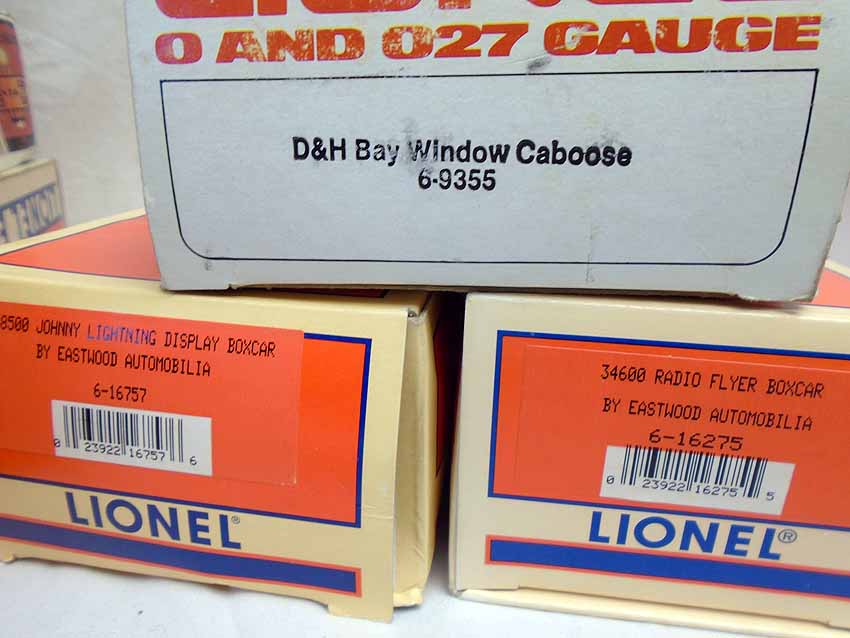 O AND O27 GAUGE
D&H Bay Window Caboose
6-9355
8500 JOHNNY LIGHTNING DISPLAY BOXCAR
BY EASTWOOD AUTOMOBILIA
6-16757
0 23922 16757 6
LIONEL®
34600 RADIO FLYER BOXCAR
BY EASTWOOD AUTOMOBILIA
6-16275
0 23922 16275 5
LIONEL®